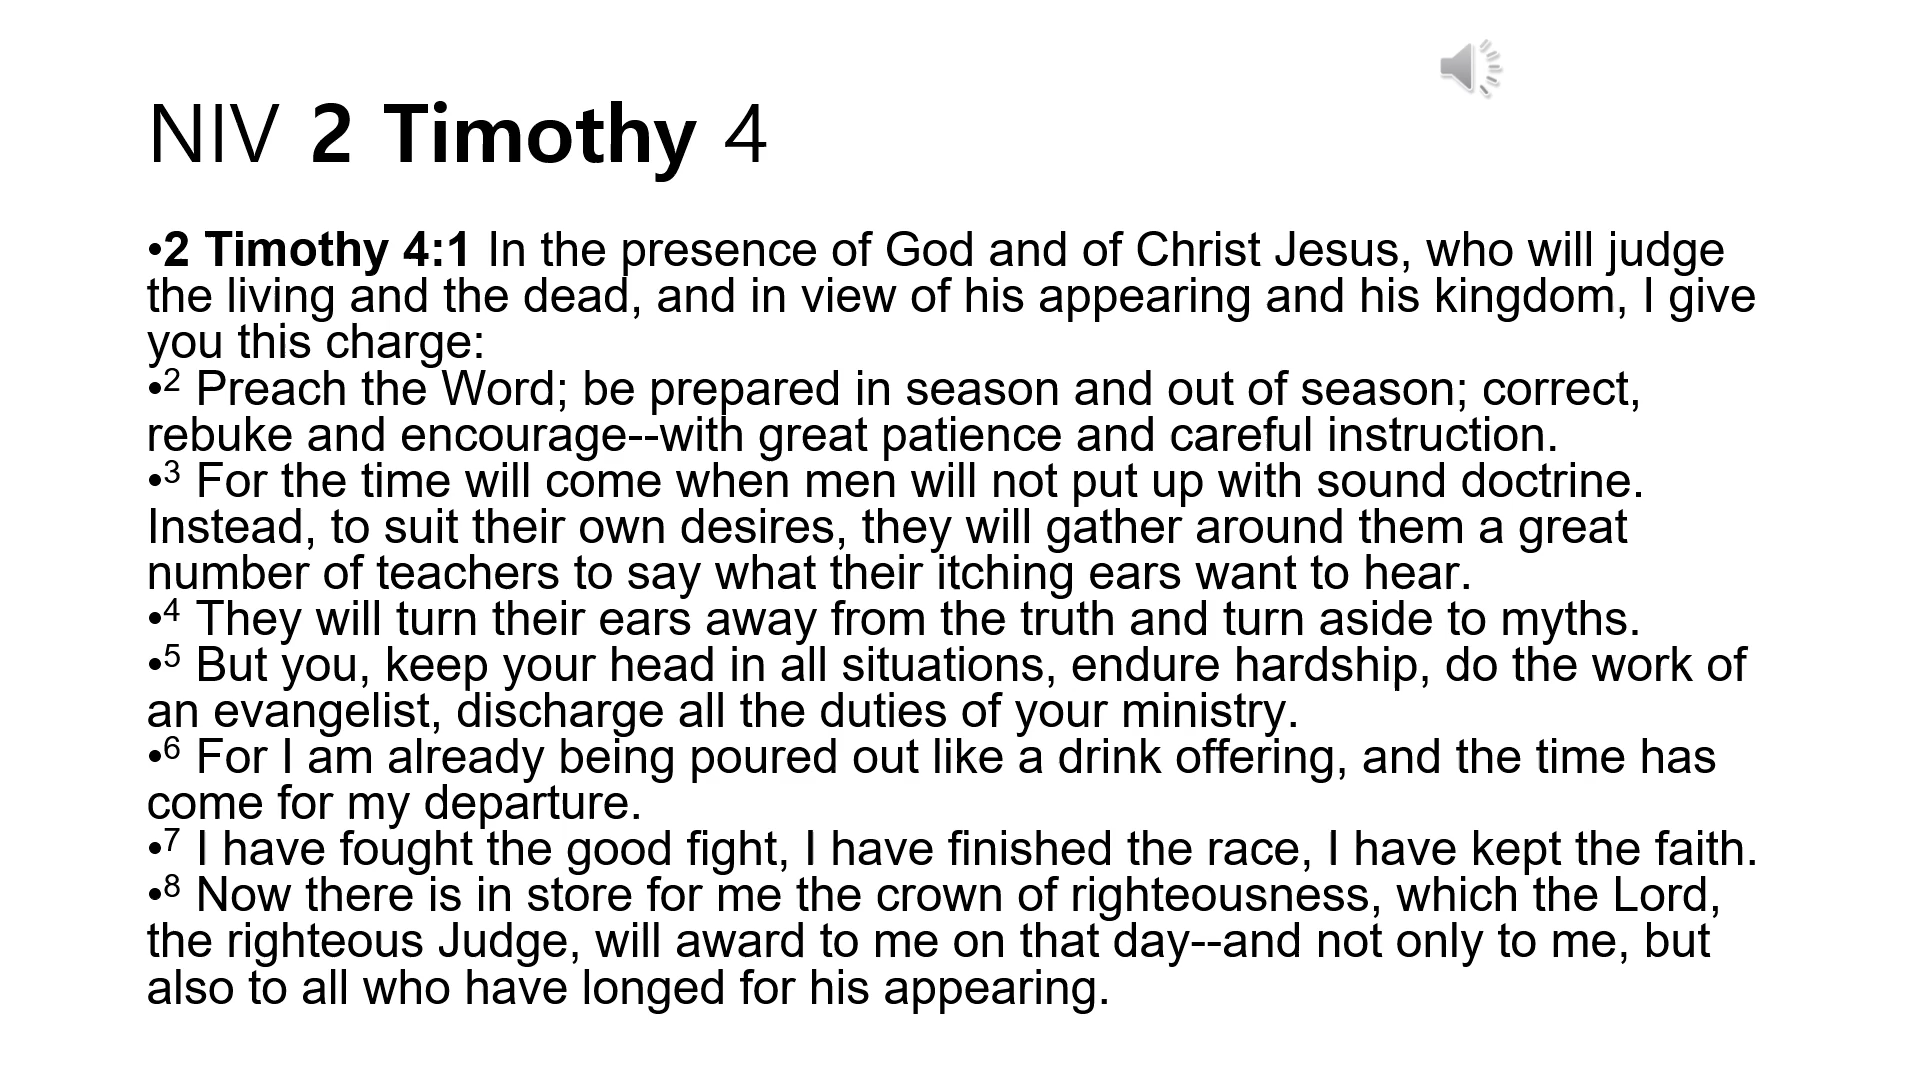 NIV 2 Timothy 4
•2 Timothy 4:1 In the presence of God and of Christ Jesus, who will judge
the living and the dead, and in view of his appearing and his kingdom, I give
you this charge:
•2 Preach the Word; be prepared in season and out of season; correct,
rebuke and encourage--with great patience and careful instruction.
•3 For the time will come when men will not put up with sound doctrine.
Instead, to suit their own desires, they will gather around them a great
number of teachers to say what their itching ears want to hear.
•4 They will turn their ears away from the truth and turn aside to myths.
•5 But you, keep your head in all situations, endure hardship, do the work of
an evangelist, discharge all the duties of your ministry.
•6 For I am already being poured out like a drink offering, and the time has
come for my departure.
•7 I have fought the good fight, I have finished the race, I have kept the faith.
•8 Now there is in store for me the crown of righteousness, which the Lord,
the righteous Judge, will award to me on that day--and not only to me, but
also to all who have longed for his appearing.